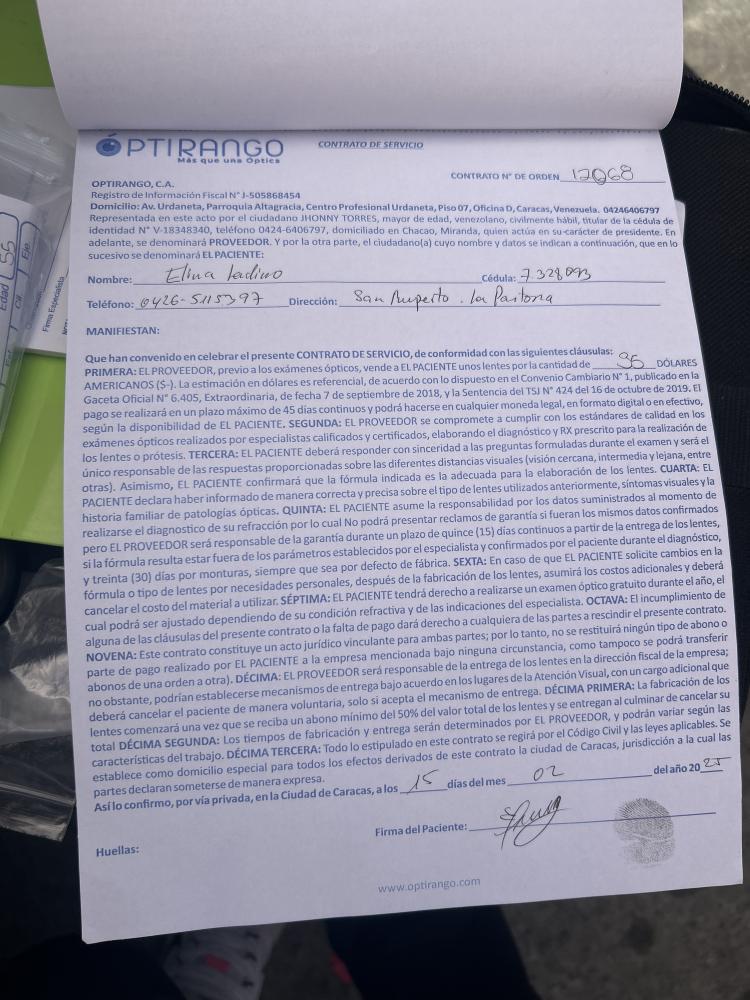 OPTIRANGO
Más que una Óptica
CONTRATO DE SERVICIO
CONTRATO N° DE ORDEN 12068
OPTIRANGO, C.A.
Registro de Información Fiscal N° J-505868454
Domicilio: Av. Urdaneta, Parroquia Altagracia, Centro Profesional Urdaneta, Piso 07, Oficina D, Caracas, Venezuela. 04246406797
Representada en este acto por el ciudadano JHONNY TORRES, mayor de edad, venezolano, civilmente hábil, titular de la cédula de
identidad N° V-18348340, teléfono 0424-6406797, domiciliado en Chacao, Miranda, quien actúa en su carácter de presidente. En
adelante, se denominará PROVEEDOR. Y por la otra parte, el ciudadano(a) cuyo nombre y datos se indican a continuación, que en lo
sucesivo se denominará EL PACIENTE:
Nombre: Elina Cédula: 7.328093
Teléfono: 0426-5115397 Dirección: San Ruperto. La Pastora
MANIFIESTAN:
Que han convenido en celebrar el presente CONTRATO DE SERVICIO, de conformidad con las siguientes cláusulas:
PRIMERA: EL PROVEEDOR, previo a los exámenes ópticos, vende a EL PACIENTE unos lentes por la cantidad de 35 DÓLARES
AMERICANOS ($-). La estimación en dólares es referencial, de acuerdo con lo dispuesto en el Convenio Cambiario N° 1, publicado en la
Gaceta Oficial N° 6.405, Extraordinaria, de fecha 7 de septiembre de 2018, y la Sentencia del TSJ N° 424 del 16 de octubre de 2019. El
pago se realizará en un plazo máximo de 45 días continuos y podrá hacerse en cualquier moneda legal, en formato digital o en efectivo,
según la disponibilidad de EL PACIENTE. SEGUNDA: EL PROVEEDOR se compromete a cumplir con los estándares de calidad en los
exámenes ópticos realizados por especialistas calificados y certificados, elaborando el diagnóstico y RX prescrito para la realización de
los lentes o prótesis. TERCERA: EL PACIENTE deberá responder con sinceridad a las preguntas formuladas durante el examen y será el
único responsable de las respuestas proporcionadas sobre las diferentes distancias visuales (visión cercana, intermedia y lejana, entre
otras). Asimismo, EL PACIENTE confirmará que la fórmula indicada es la adecuada para la elaboración de los lentes. CUARTA: EL
PACIENTE declara haber informado de manera correcta y precisa sobre el tipo de lentes utilizados anteriormente, síntomas visuales y la
historia familiar de patologías ópticas. QUINTA: EL PACIENTE asume la responsabilidad por los datos suministrados al momento de
realizarse el diagnostico de su refracción por lo cual No podrá presentar reclamos de garantía si fueran los mismos datos confirmados
pero EL PROVEEDOR será responsable de la garantía durante un plazo de quince (15) días continuos a partir de la entrega de los lentes,
si la fórmula resulta estar fuera de los parámetros establecidos por el especialista y confirmados por el paciente durante el diagnóstico,
y treinta (30) días por monturas, siempre que sea por defecto de fábrica. SEXTA: En caso de que EL PACIENTE solicite cambios en la
fórmula o tipo de lentes por necesidades personales, después de la fabricación de los lentes, asumirá los costos adicionales y deberá
cancelar el costo del material a utilizar. SÉPTIMA: EL PACIENTE tendrá derecho a realizarse un examen óptico gratuito durante el año, el
cual podrá ser ajustado dependiendo de su condición refractiva y de las indicaciones del especialista. OCTAVA: El incumplimiento de
alguna de las cláusulas del presente contrato o la falta de pago dará derecho a cualquiera de las partes a rescindir el presente contrato.
NOVENA: Este contrato constituye un acto jurídico vinculante para ambas partes; por lo tanto, no se restituirá ningún tipo de abono o
parte de pago realizado por EL PACIENTE a la empresa mencionada bajo ninguna circunstancia, como tampoco se podrá transferir
abonos de una orden a otra). DÉCIMA: EL PROVEEDOR será responsable de la entrega de los lentes en la dirección fiscal de la empresa;
no obstante, podrían establecerse mecanismos de entrega bajo acuerdo en los lugares de la Atención Visual, con un cargo adicional que
deberá cancelar el paciente de manera voluntaria, solo si acepta el mecanismo de entrega. DÉCIMA PRIMERA: La fabricación de los
lentes comenzará una vez que se reciba un abono mínimo del 50% del valor total de los lentes y se entregan al culminar de cancelar su
total DÉCIMA SEGUNDA: Los tiempos de fabricación y entrega serán determinados por EL PROVEEDOR, y podrán variar según las
características del trabajo. DÉCIMA TERCERA: Todo lo estipulado en este contrato se regirá por el Código Civil y las leyes aplicables. Se
establece como domicilio especial para todos los efectos derivados de este contrato la ciudad de Caracas, jurisdicción a la cual las
partes declaran someterse de manera expresa.
Así lo confirmo, por vía privada, en la Ciudad de Caracas, a los 15 días del mes 02 del año 2025
Firma del Paciente:
Huellas:
www.optirango.com
Edad 55
Cil
Eje
Firma Especialista